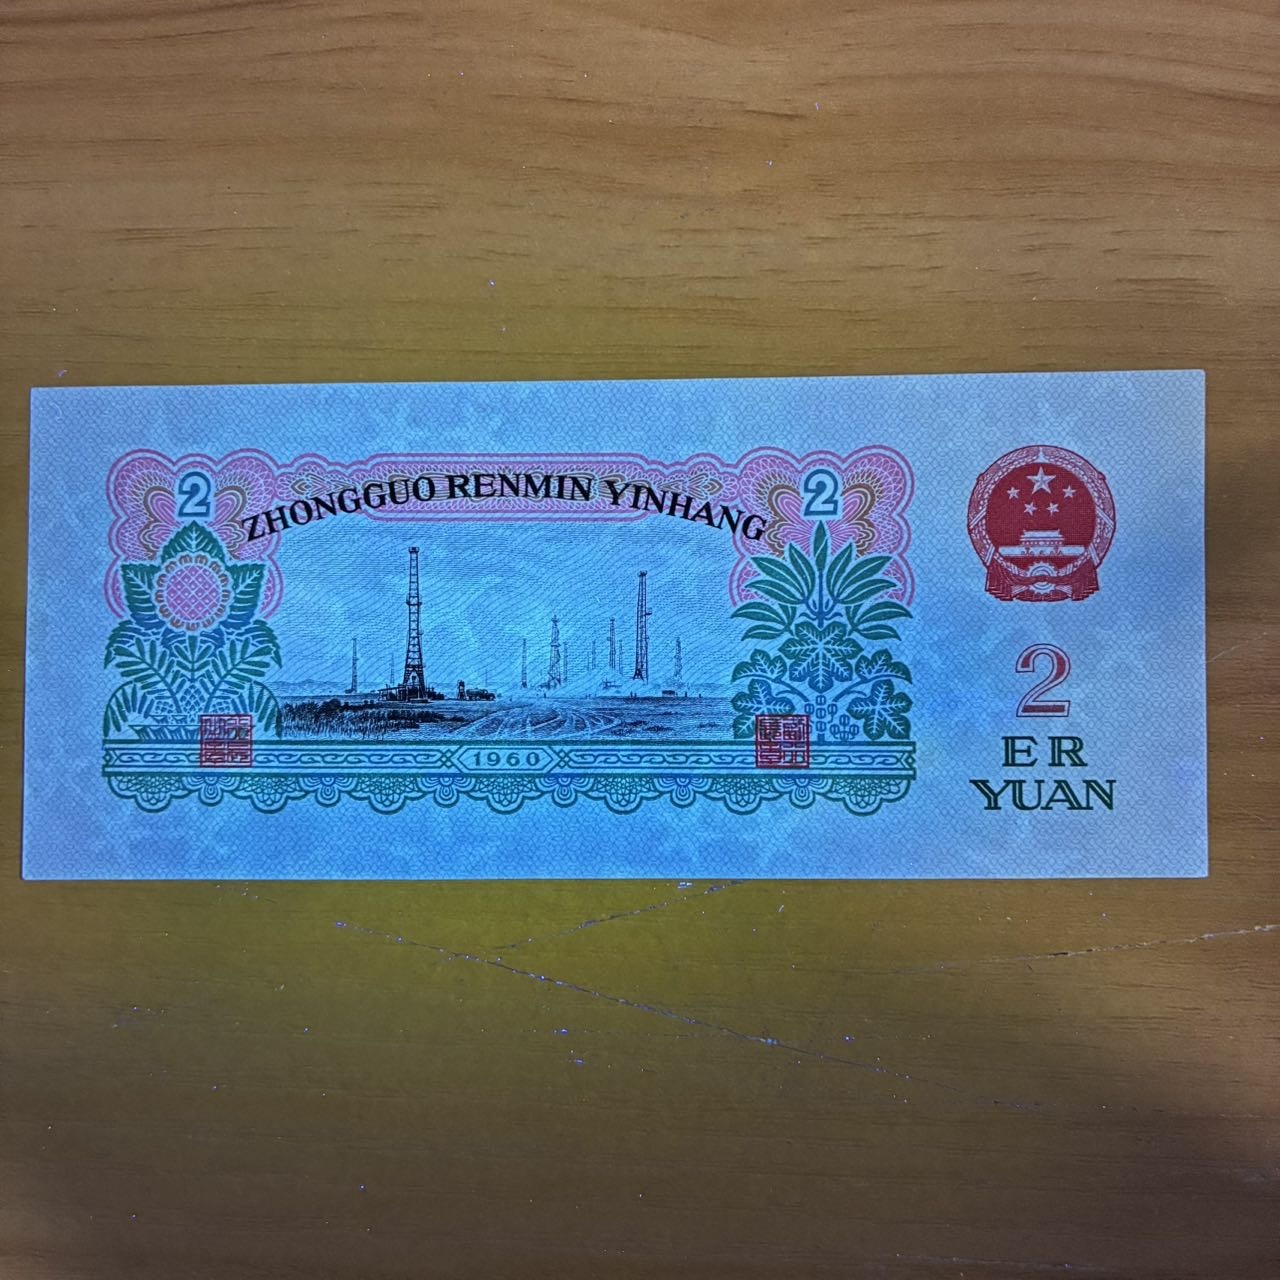 2
2
ZHONGGUO RENMIN YINHANG
2
ER
YUAN
1960